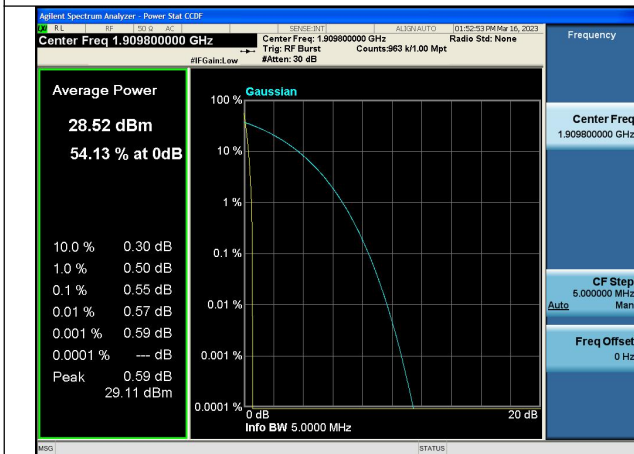 Agilent Spectrum Analyzer - Power Stat CCDF
RL RF 50 Ω AC SENSE:INT ALIGNAUTO 01:52:53 PM Mar 16, 2023
Center Freq 1.909800000 GHz
Center Freq: 1.909800000 GHz Radio Std: None
Trig: RF Burst Counts:963 k/1.00 Mpt
#IFGain:Low #Atten: 30 dB
Frequency
Average Power
28.52 dBm
54.13 % at 0dB
10.0 % 0.30 dB
1.0 % 0.50 dB
0.1 % 0.55 dB
0.01 % 0.57 dB
0.001 % 0.59 dB
0.0001 % --- dB
Peak 0.59 dB
29.11 dBm
Gaussian
100 %
10 %
1 %
0.1 %
0.01 %
0.001 %
0.0001 %
0 dB 20 dB
Info BW 5.0000 MHz
Center Freq
1.909800000 GHz
CF Step
5.000000 MHz
Auto Man
Freq Offset
0 Hz
MSG STATUS